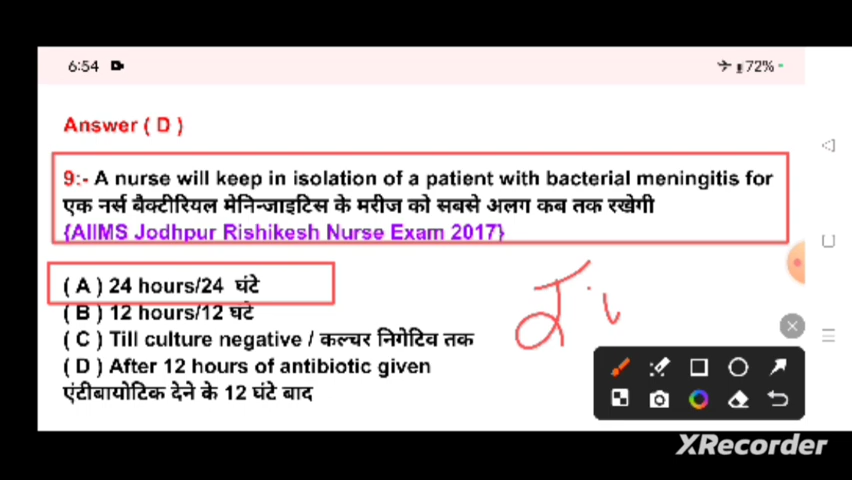 6:54 72%
Answer ( D )
9:- A nurse will keep in isolation of a patient with bacterial meningitis for
एक नर्स बैक्टीरियल मेनिन्जाइटिस के मरीज को सबसे अलग कब तक रखेगी
{AIIMS Jodhpur Rishikesh Nurse Exam 2017}
( A ) 24 hours/24 घंटे
( B ) 12 hours/12 घटे
( C ) Till culture negative / कल्चर निगेटिव तक
( D ) After 12 hours of antibiotic given
एंटीबायोटिक देने के 12 घंटे बाद
XRecorder